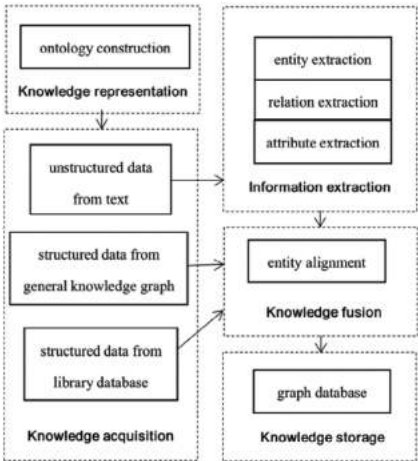 ontology construction
Knowledge representation
unstructured data
from text
structured data from
general knowledge graph
structured data from
library database
Knowledge acquisition
entity extraction
relation extraction
attribute extraction
Information extraction
entity alignment
Knowledge fusion
graph database
Knowledge storage